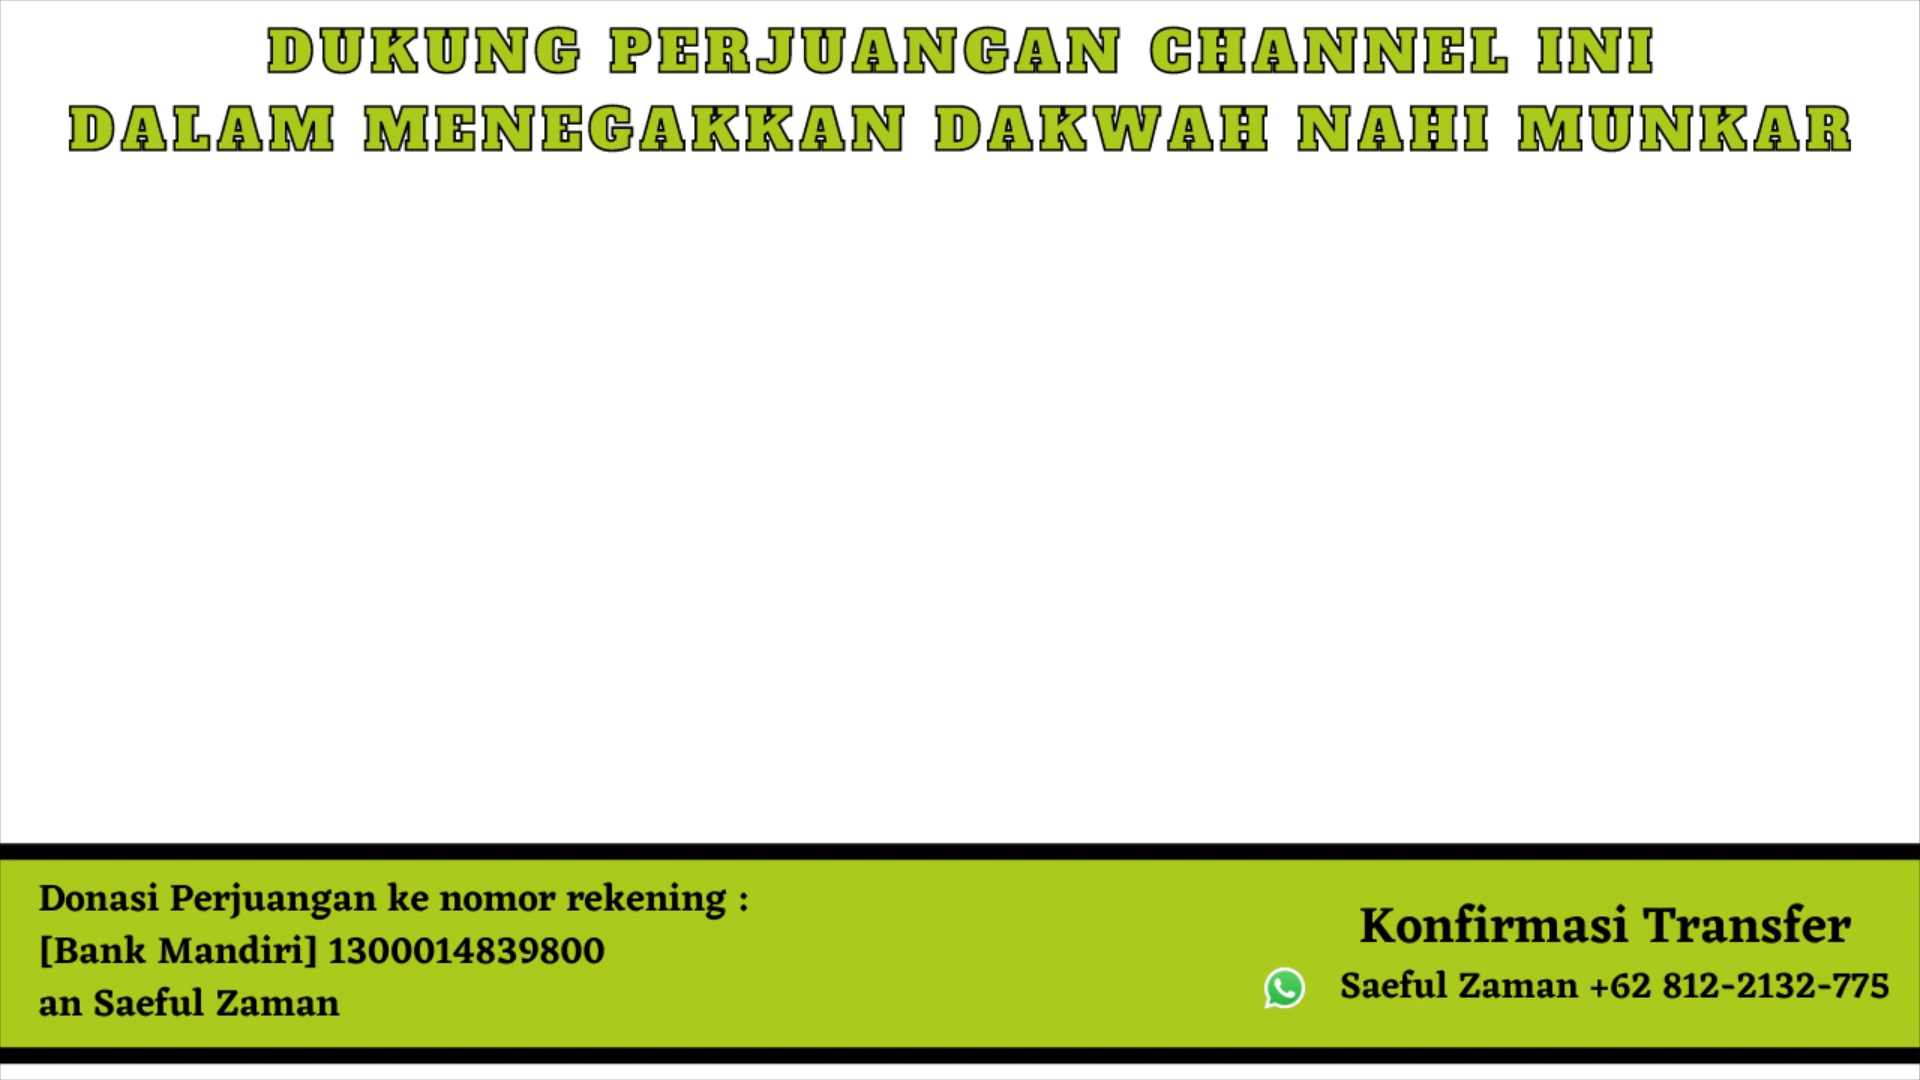 DUKUNG PERJUANGAN CHANNEL INI
DALAM MENEGAKKAN DAKWAH NAHI MUNKAR
Donasi Perjuangan ke nomor rekening :
[Bank Mandiri] 1300014839800
an Saeful Zaman
Konfirmasi Transfer
Saeful Zaman +62 812-2132-775